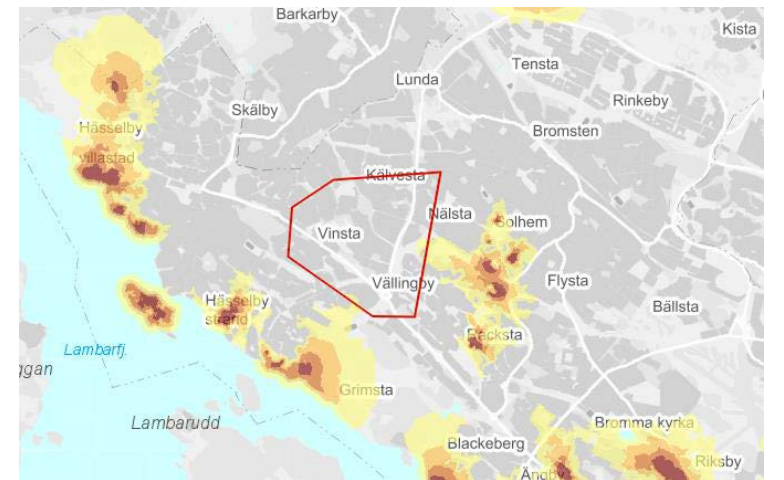 Barkarby
Kista
Tensta
Lunda
Rinkeby
Skälby
Bromsten
Hässelby
villastad
Kälvesta
Nälsta
Solhem
Vinsta
Vällingby
Flysta
Hässelby
strand
Bällsta
Racksta
Lambarfj.
ggan
Grimsta
Lambarudd
Bromma kyrka
Blackeberg
Riksby
Ängby